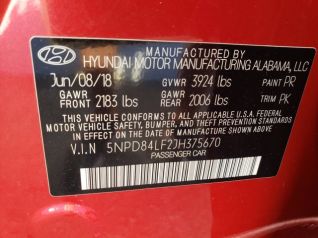 HYUNDAI MOTOR MANUFACTURING ALABAMA, LLC
Jun/08/18 GVWR 3924 lbs PAINT PR
GAWR FRONT 2183 lbs GAWR REAR 2006 lbs TRIM PK
THIS VEHICLE CONFORMS TO ALL APPLICABLE U.S. FEDERAL
MOTOR VEHICLE SAFETY, BUMPER, AND THEFT PREVENTION
STANDARDS IN EFFECT ON THE DATE OF MANUFACTURE SHOWN ABOVE.
V.I.N 5NPD84LF2JH375670
PASSENGER CAR